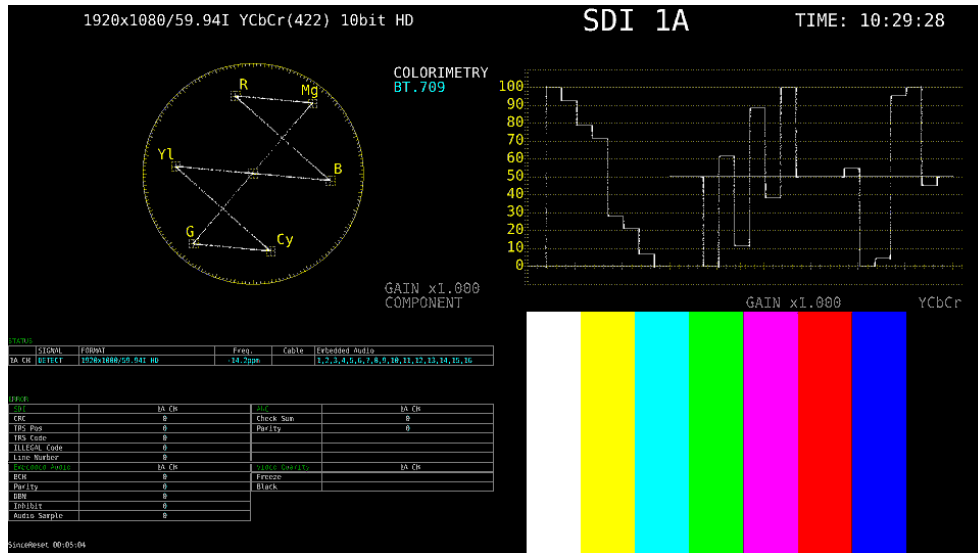 1920x1080/59.94I YCbCr(422) 10bit HD
SDI 1A
TIME: 10:29:28
COLORIMETRY
BT.709
R
Mg
Yl
B
G
Cy
GAIN x1.000
COMPONENT
100
90
80
70
60
50
40
30
20
10
0
GAIN x1.000
YCbCr
STATUS
SIGNAL FORMAT Freq. Cable Embedded Audio
1A CH DETECT 1920x1080/59.94I HD -14.2ppm 1,2,3,4,5,6,7,8,9,10,11,12,13,14,15,16
ERROR
SDI 1A CH ANC 1A CH
CRC 0 Check Sum 0
TRS Pos 0 Parity 0
TRS Code 0
ILLEGAL Code 0
Line Number 0
Embedded Audio 1A CH Video Quality 1A CH
BCH 0 Freeze
Parity 0 Black
DBN 0
Inhibit 0
Audio Sample 0
SinceReset 00:05:04